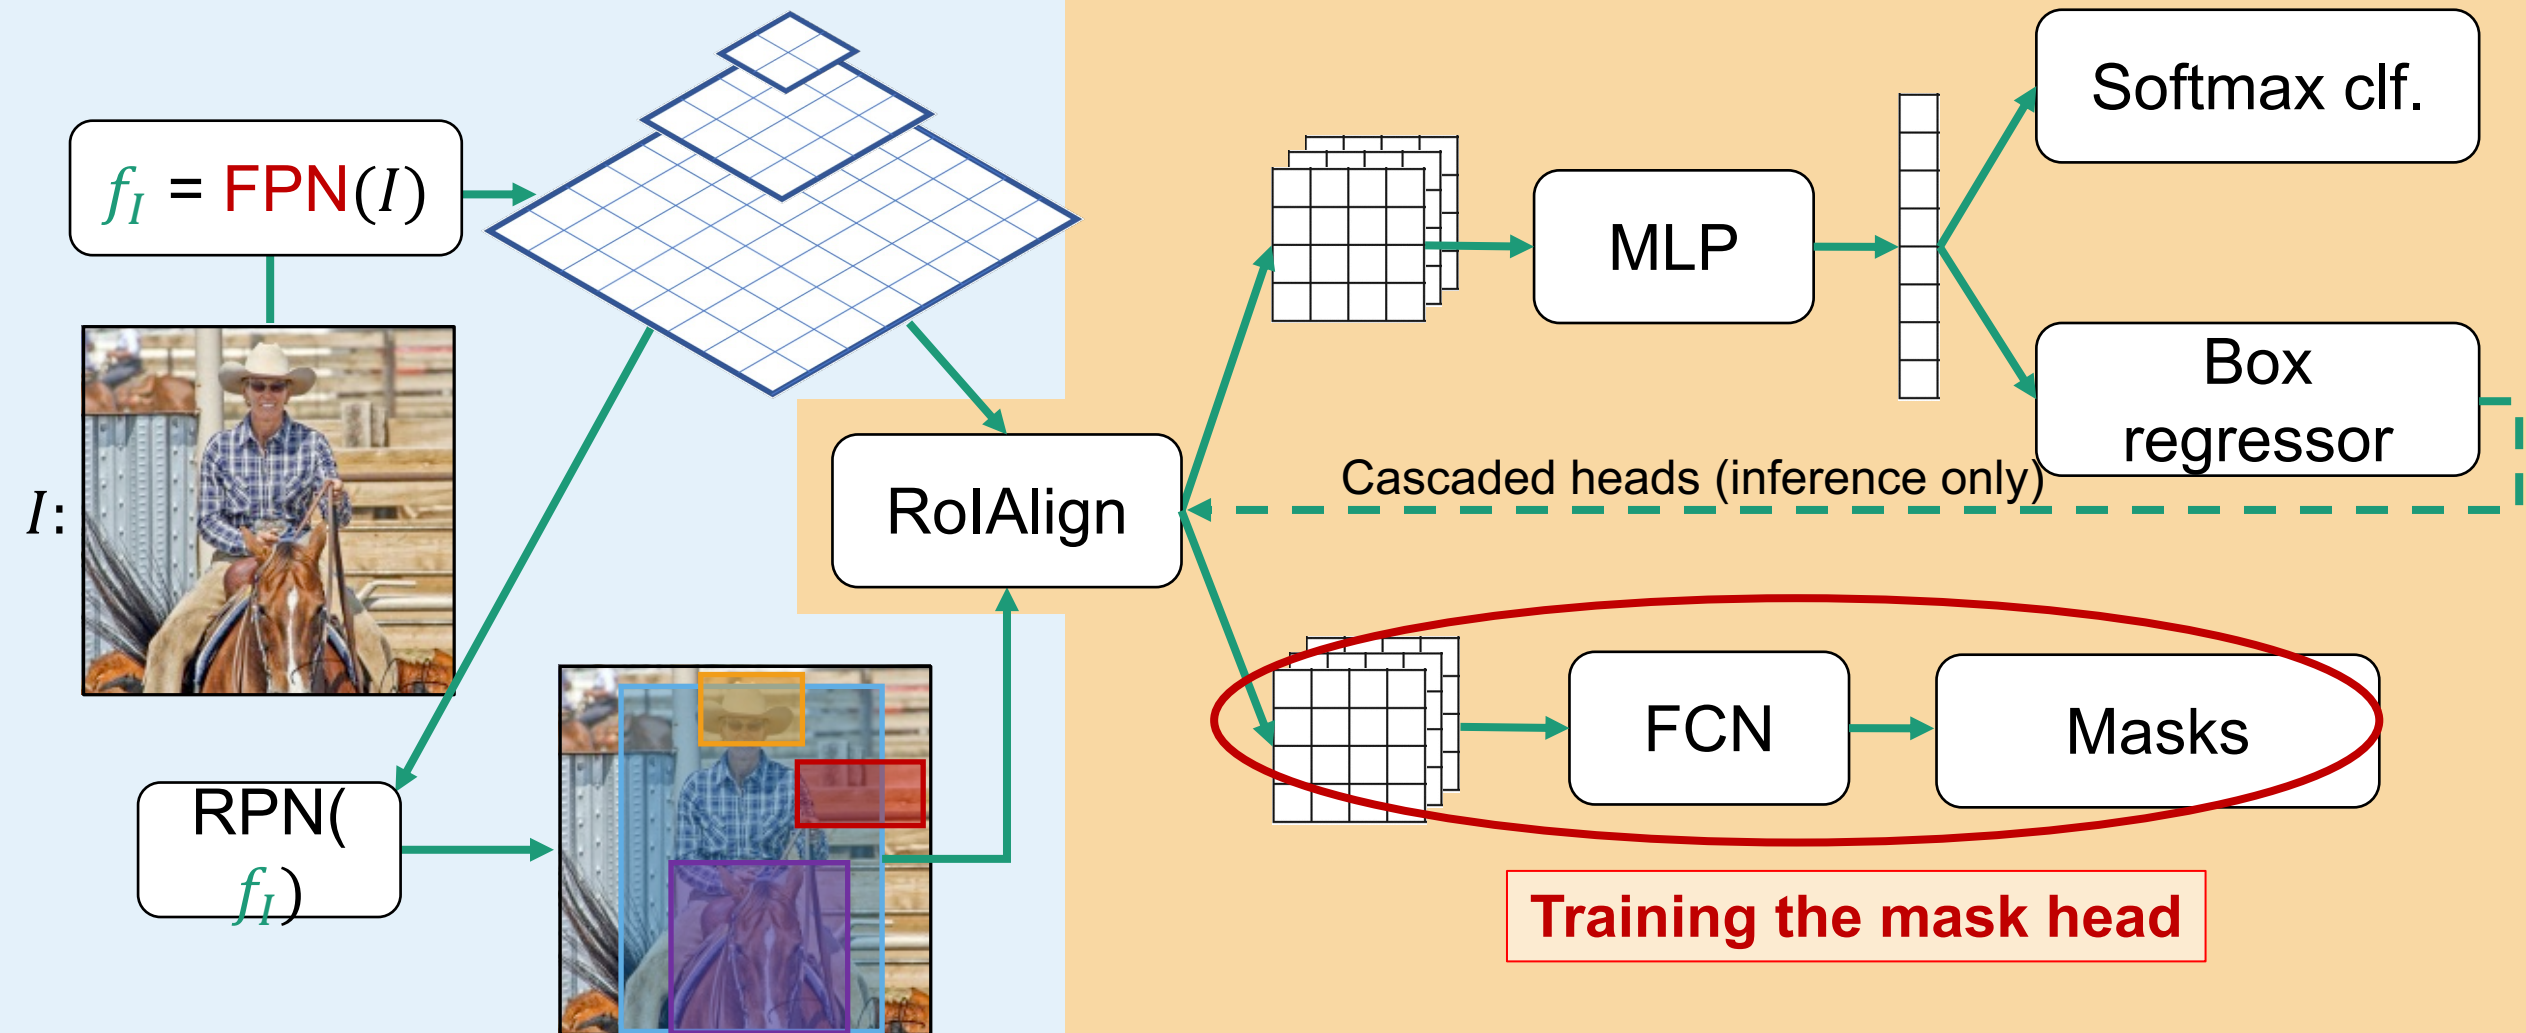 f_I = FPN(I)
I:
RPN(
f_I)
RoIAlign
MLP
Softmax clf.
Box
regressor
Cascaded heads (inference only)
FCN
Masks
Training the mask head